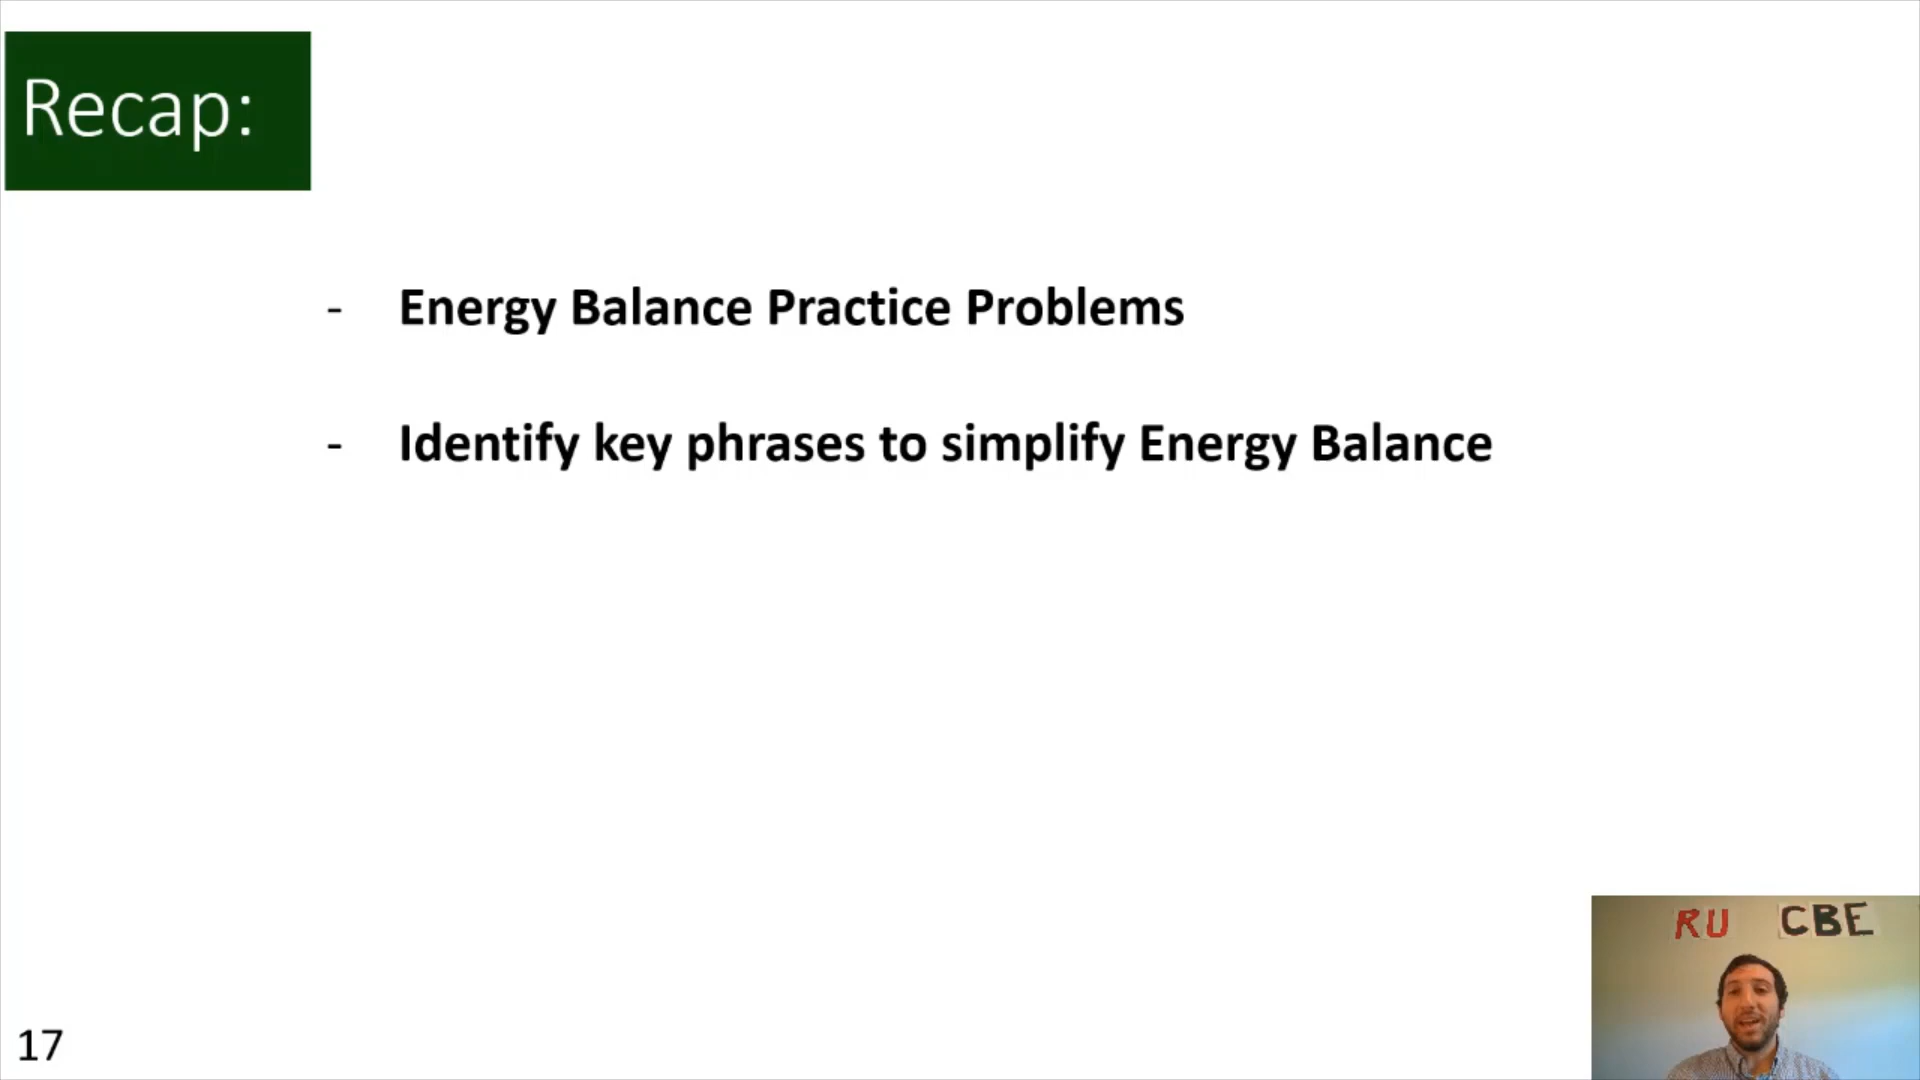 Recap:
- Energy Balance Practice Problems
- Identify key phrases to simplify Energy Balance
RU CBE
17